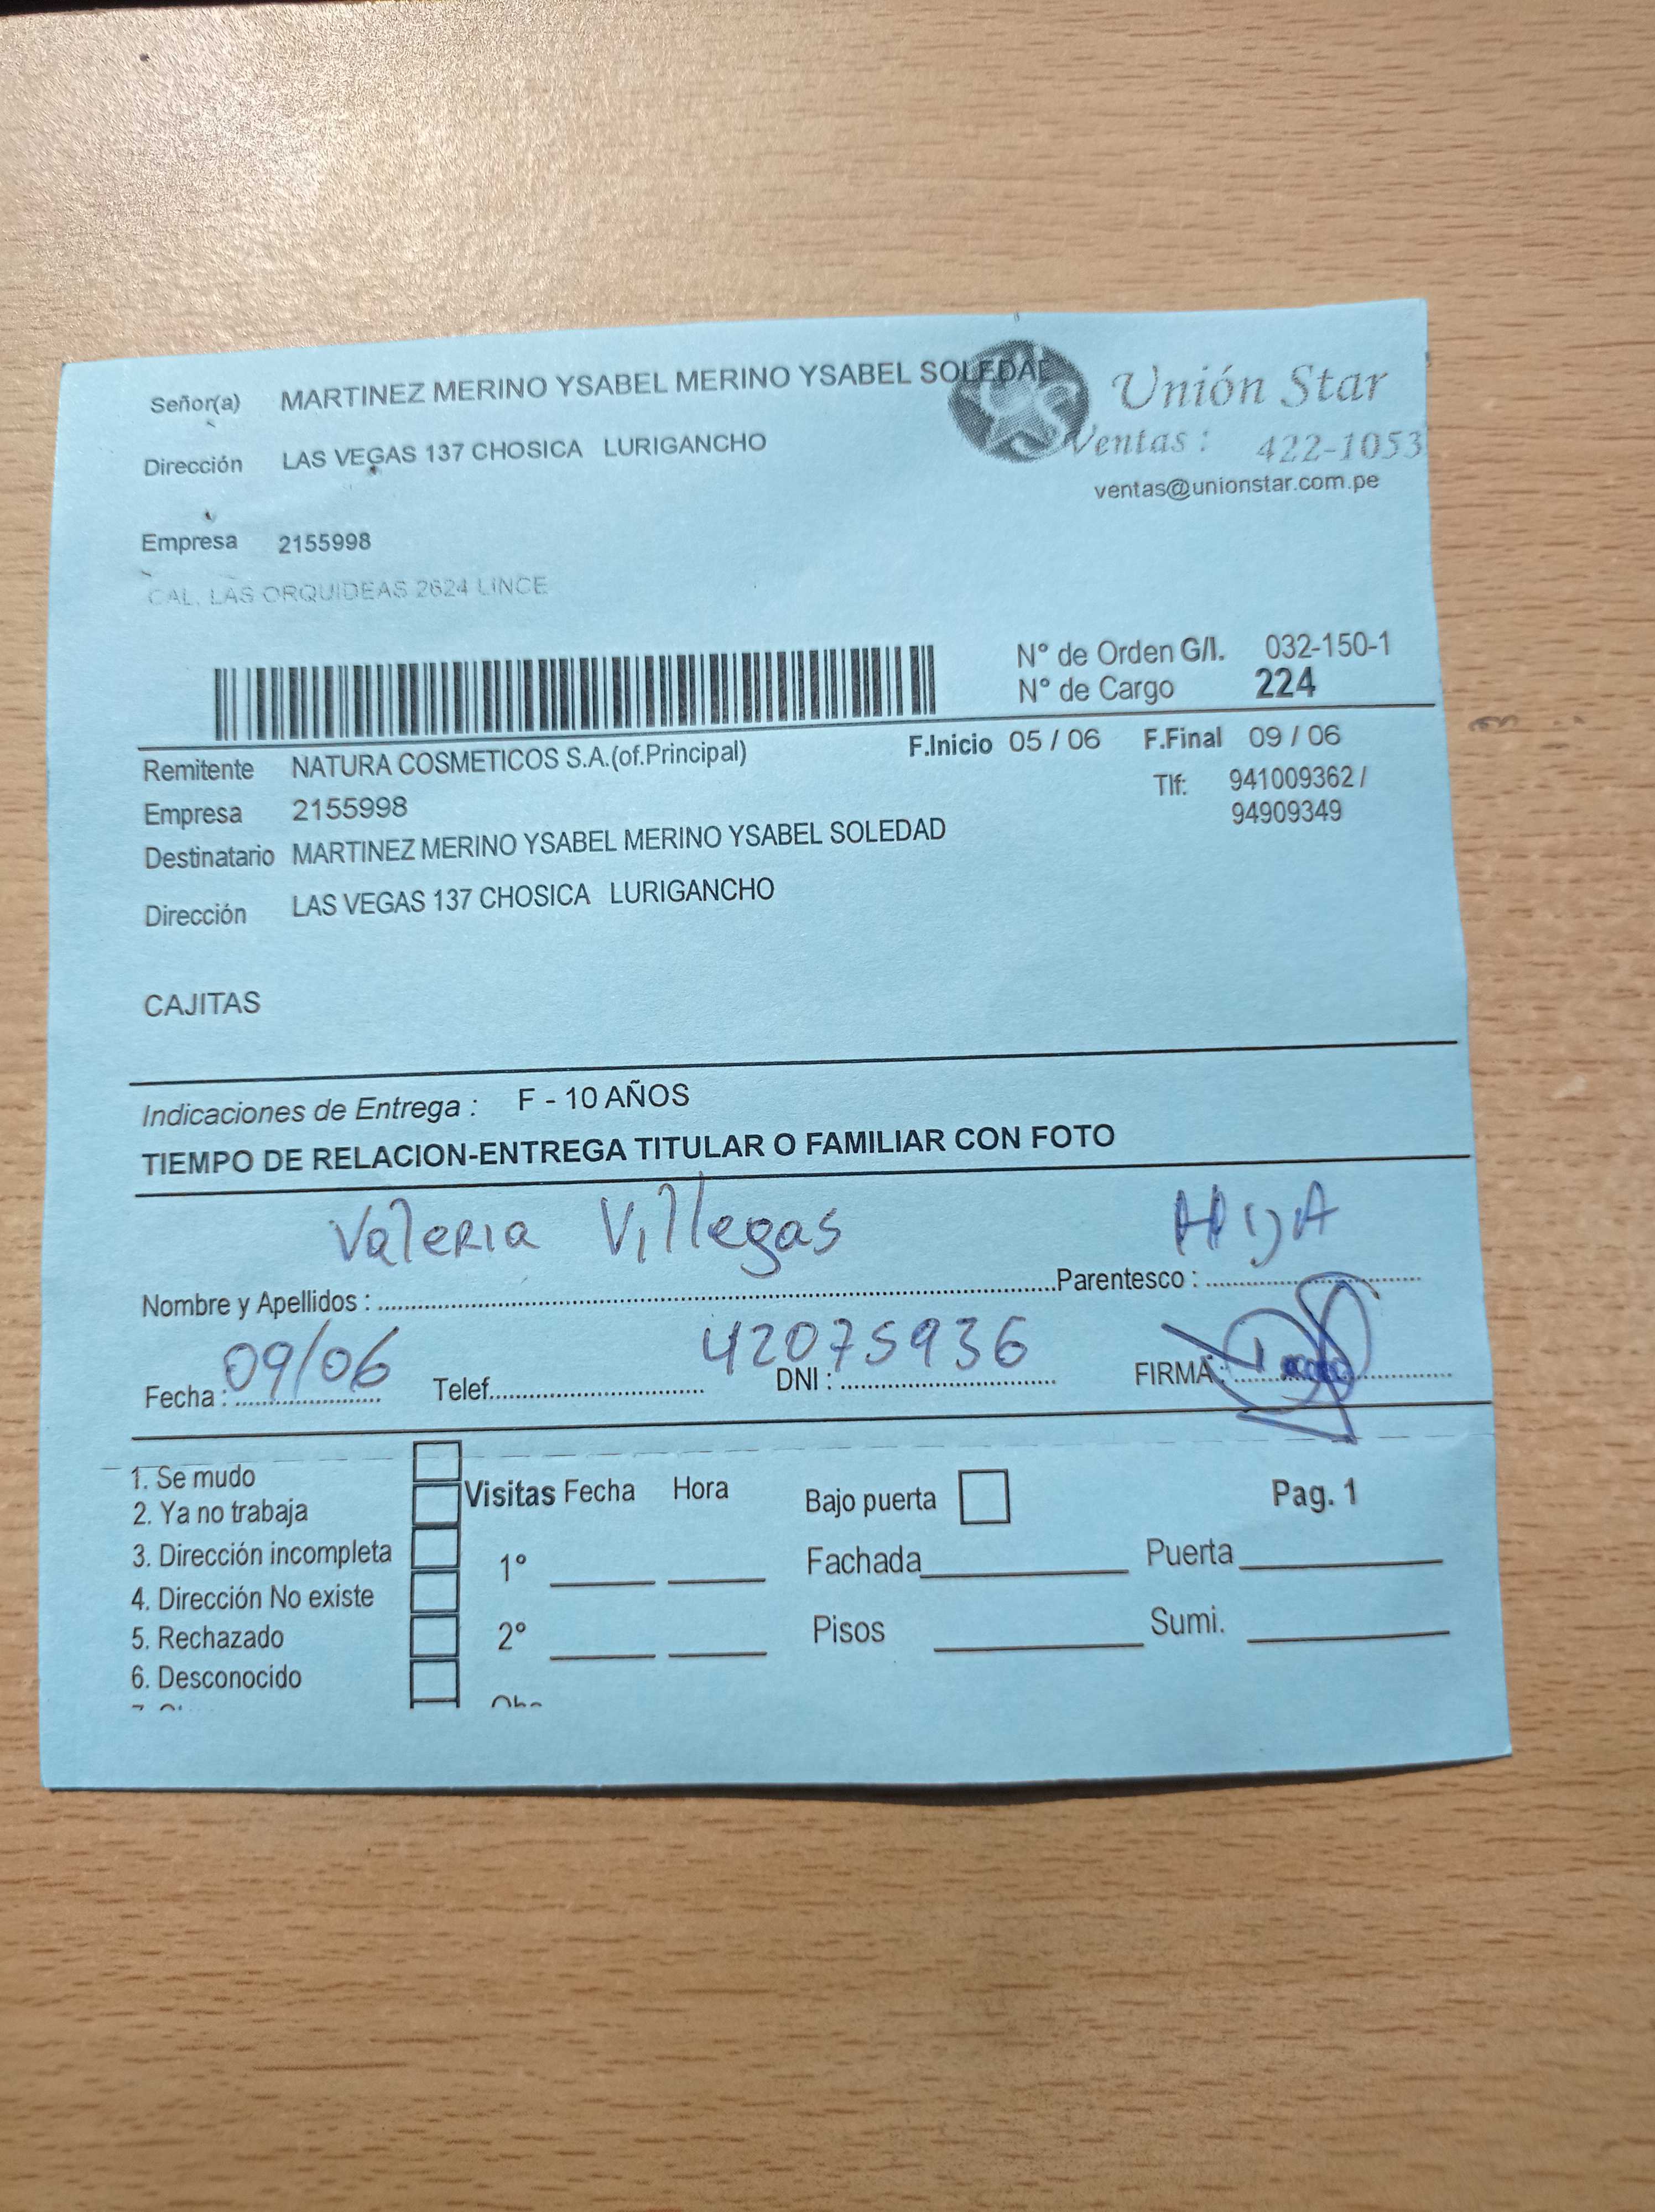 Señor(a) MARTINEZ MERINO YSABEL MERINO YSABEL SOLEDAD
Unión Star
Dirección LAS VEGAS 137 CHOSICA LURIGANCHO
Ventas : 422-1053
ventas@unionstar.com.pe
Empresa 2155998
CAL. LAS ORQUIDEAS 2624 LINCE
N° de Orden G/I. 032-150-1
N° de Cargo 224
Remitente NATURA COSMETICOS S.A.(of.Principal) F.Inicio 05 / 06 F.Final 09 / 06
Empresa 2155998 Tlf: 941009362 /
94909349
Destinatario MARTINEZ MERINO YSABEL MERINO YSABEL SOLEDAD
Dirección LAS VEGAS 137 CHOSICA LURIGANCHO
CAJITAS
Indicaciones de Entrega : F - 10 AÑOS
TIEMPO DE RELACION-ENTREGA TITULAR O FAMILIAR CON FOTO
Nombre y Apellidos : Valeria Villegas Parentesco : HIJA
Fecha : 09/06 Telef. DNI : 42075936 FIRMA :
1. Se mudo
2. Ya no trabaja
3. Dirección incompleta
4. Dirección No existe
5. Rechazado
6. Desconocido
Visitas Fecha Hora
1°
2°
Bajo puerta Pag. 1
Fachada Puerta
Pisos Sumi.